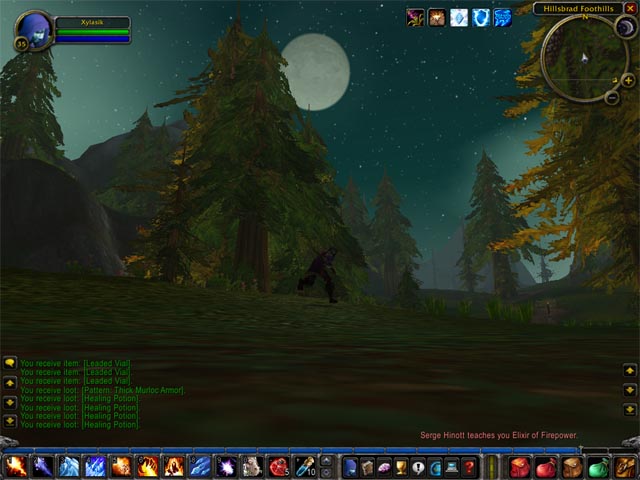 Xylasik
35
Hillsbrad Foothills
N
You receive item: [Leaded Vial].
You receive item: [Leaded Vial].
You receive item: [Leaded Vial].
You receive loot: [Pattern: Thick Murloc Armor].
You receive loot: [Healing Potion].
You receive loot: [Healing Potion].
You receive loot: [Healing Potion].
You receive loot: [Healing Potion].
Serge Hinott teaches you Elixir of Firepower.
5
10